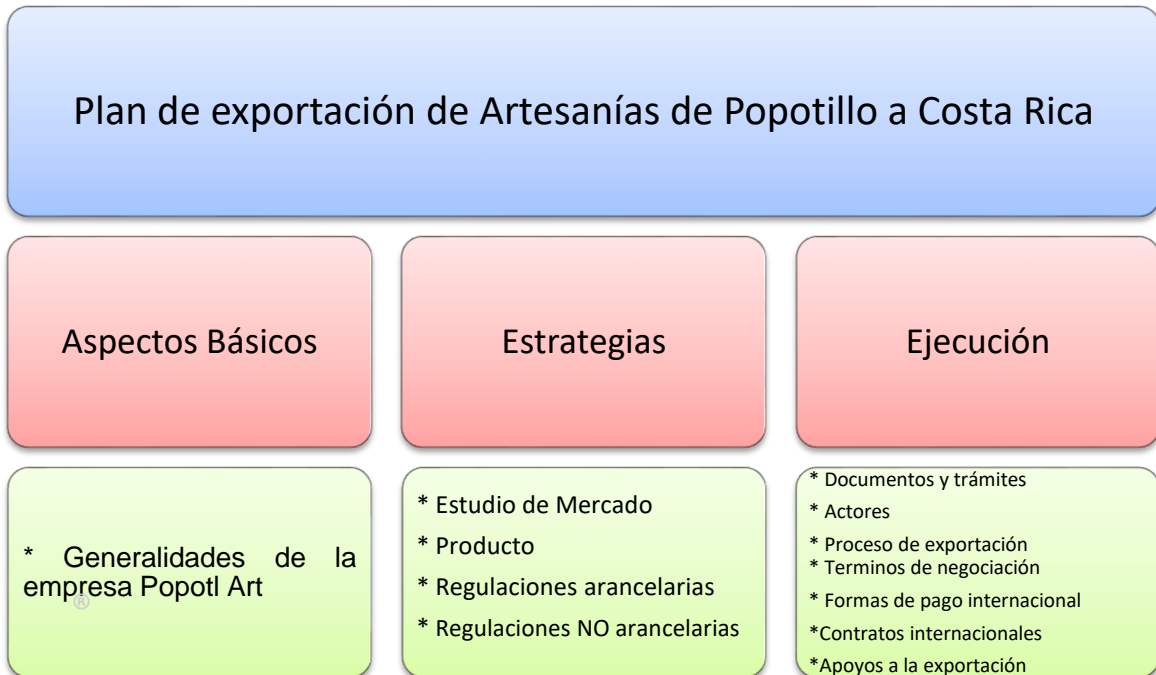 Plan de exportación de Artesanías de Popotillo a Costa Rica
Aspectos Básicos
Estrategias
Ejecución
* Generalidades de la
empresa Popotl Art
®
* Estudio de Mercado
* Producto
* Regulaciones arancelarias
* Regulaciones NO arancelarias
* Documentos y trámites
* Actores
* Proceso de exportación
* Terminos de negociación
* Formas de pago internacional
*Contratos internacionales
*Apoyos a la exportación